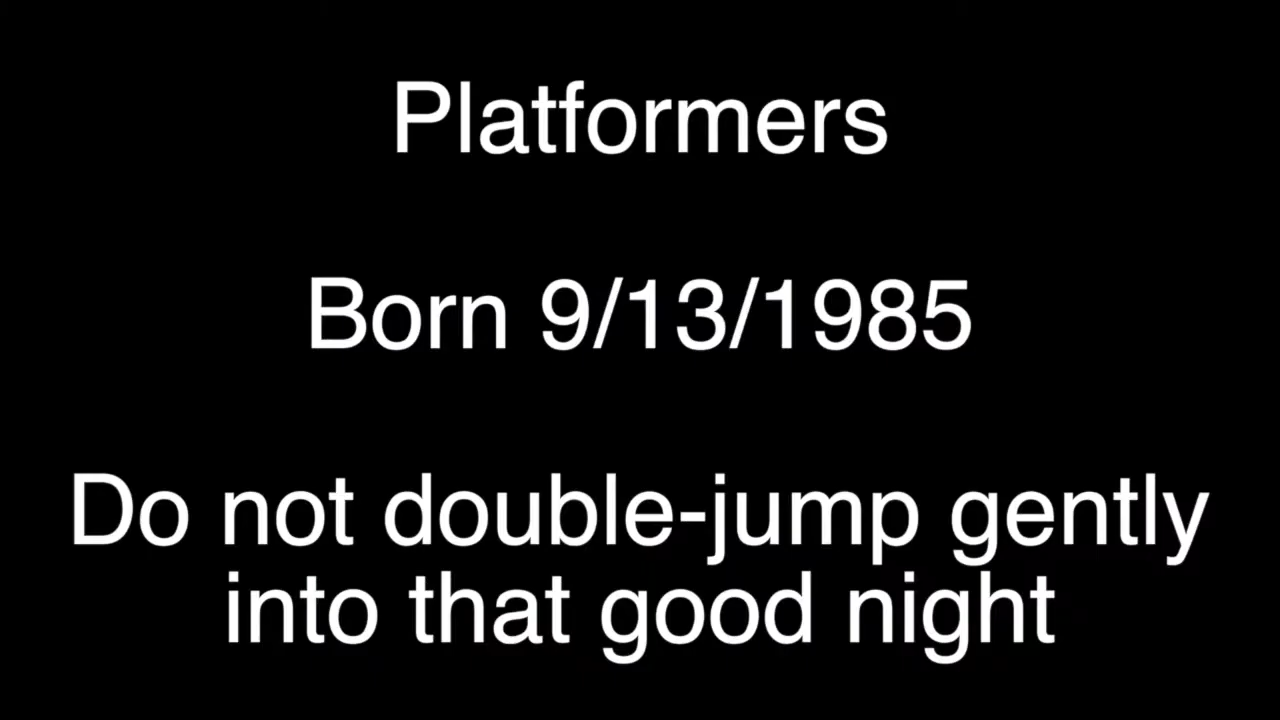 Platformers
Born 9/13/1985
Do not double-jump gently
into that good night